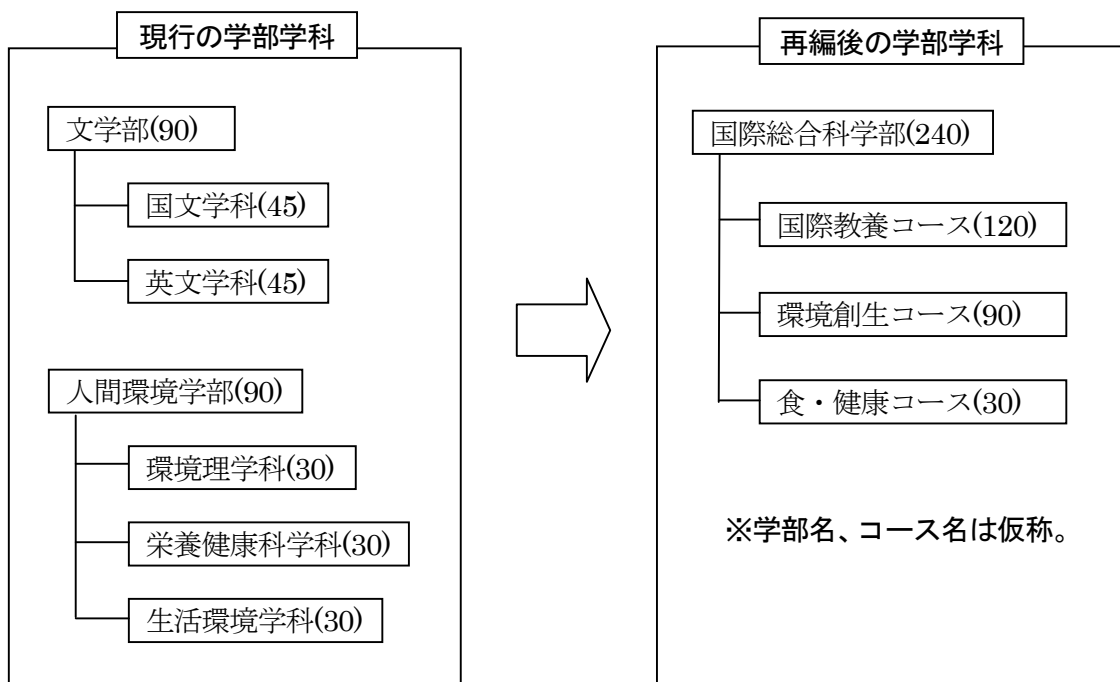 現行の学部学科
文学部(90)
国文学科(45)
英文学科(45)
人間環境学部(90)
環境理学科(30)
栄養健康科学科(30)
生活環境学科(30)
再編後の学部学科
国際総合科学部(240)
国際教養コース(120)
環境創生コース(90)
食・健康コース(30)
※学部名、コース名は仮称。